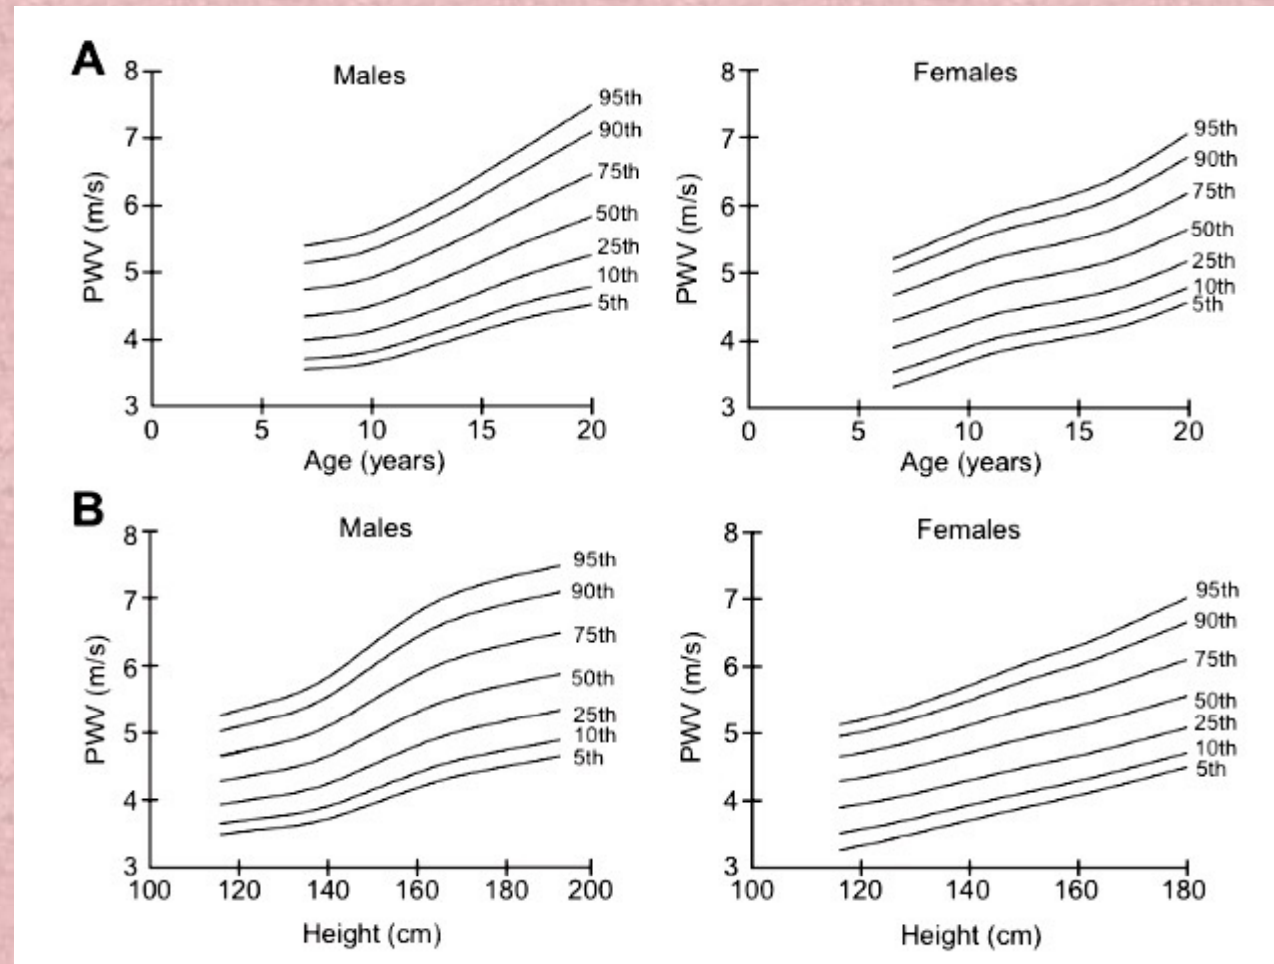 A
Males
8
7
6
5
4
3
PWV (m/s)
95th
90th
75th
50th
25th
10th
5th
0 5 10 15 20
Age (years)
Females
8
7
6
5
4
3
PWV (m/s)
95th
90th
75th
50th
25th
10th
5th
0 5 10 15 20
Age (years)
B
Males
8
7
6
5
4
3
PWV (m/s)
95th
90th
75th
50th
25th
10th
5th
100 120 140 160 180 200
Height (cm)
Females
8
7
6
5
4
3
PWV (m/s)
95th
90th
75th
50th
25th
10th
5th
100 120 140 160 180
Height (cm)